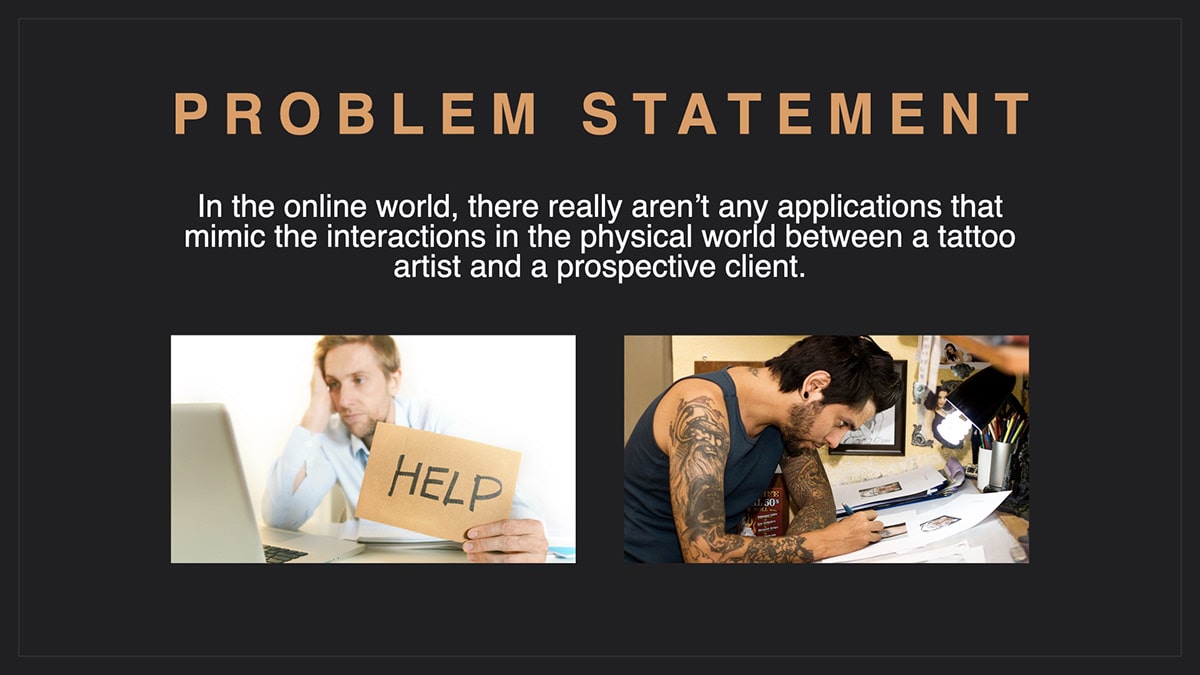 PROBLEM STATEMENT
In the online world, there really aren’t any applications that
mimic the interactions in the physical world between a tattoo
artist and a prospective client.
HELP